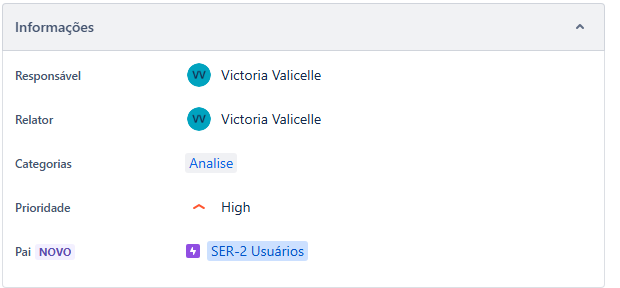 Informações
Responsável VV Victoria Valicelle
Relator VV Victoria Valicelle
Categorias Analise
Prioridade High
Pai NOVO SER-2 Usuários